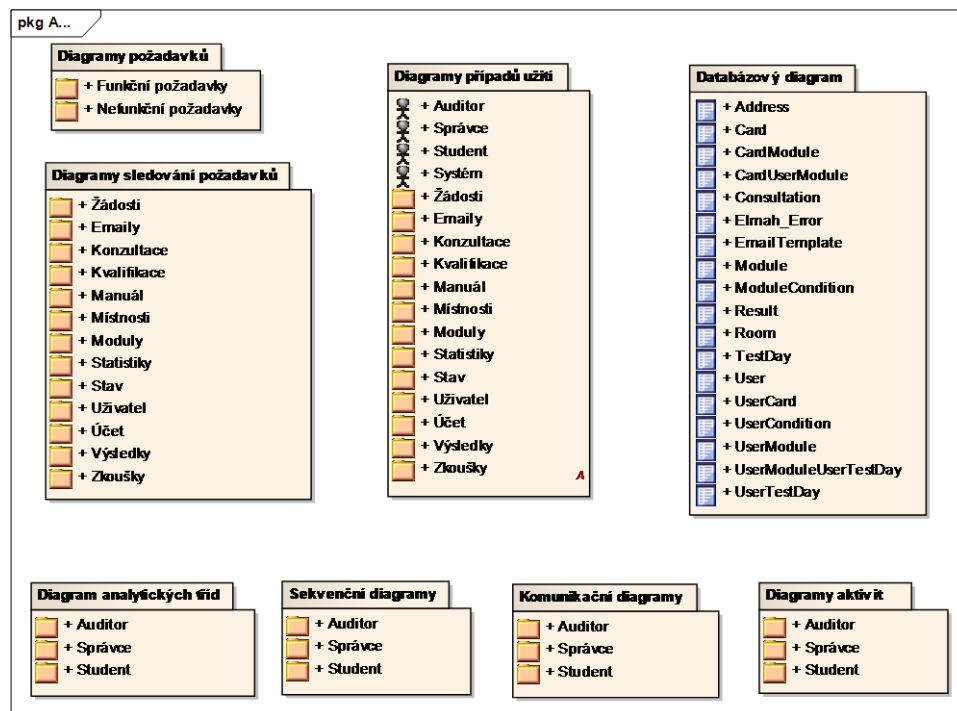 pkg A...
Diagramy požadavků
+ Funkční požadavky
+ Nefunkční požadavky
Diagramy sledování požadavků
+ Žádosti
+ Emaily
+ Konzultace
+ Kvalifikace
+ Manuál
+ Místnosti
+ Moduly
+ Statistiky
+ Stav
+ Uživatel
+ Účet
+ Výsledky
+ Zkoušky
Diagramy případů užití
+ Auditor
+ Správce
+ Student
+ Systém
+ Žádosti
+ Emaily
+ Konzultace
+ Kvalifikace
+ Manuál
+ Místnosti
+ Moduly
+ Statistiky
+ Stav
+ Uživatel
+ Účet
+ Výsledky
+ Zkoušky
A
Databázový diagram
+ Address
+ Card
+ CardModule
+ CardUserModule
+ Consultation
+ Elmah_Error
+ EmailTemplate
+ Module
+ ModuleCondition
+ Result
+ Room
+ TestDay
+ User
+ UserCard
+ UserCondition
+ UserModule
+ UserModuleUserTestDay
+ UserTestDay
Diagram analytických tříd
+ Auditor
+ Správce
+ Student
Sekvenční diagramy
+ Auditor
+ Správce
+ Student
Komunikační diagramy
+ Auditor
+ Správce
+ Student
Diagramy aktivit
+ Auditor
+ Správce
+ Student